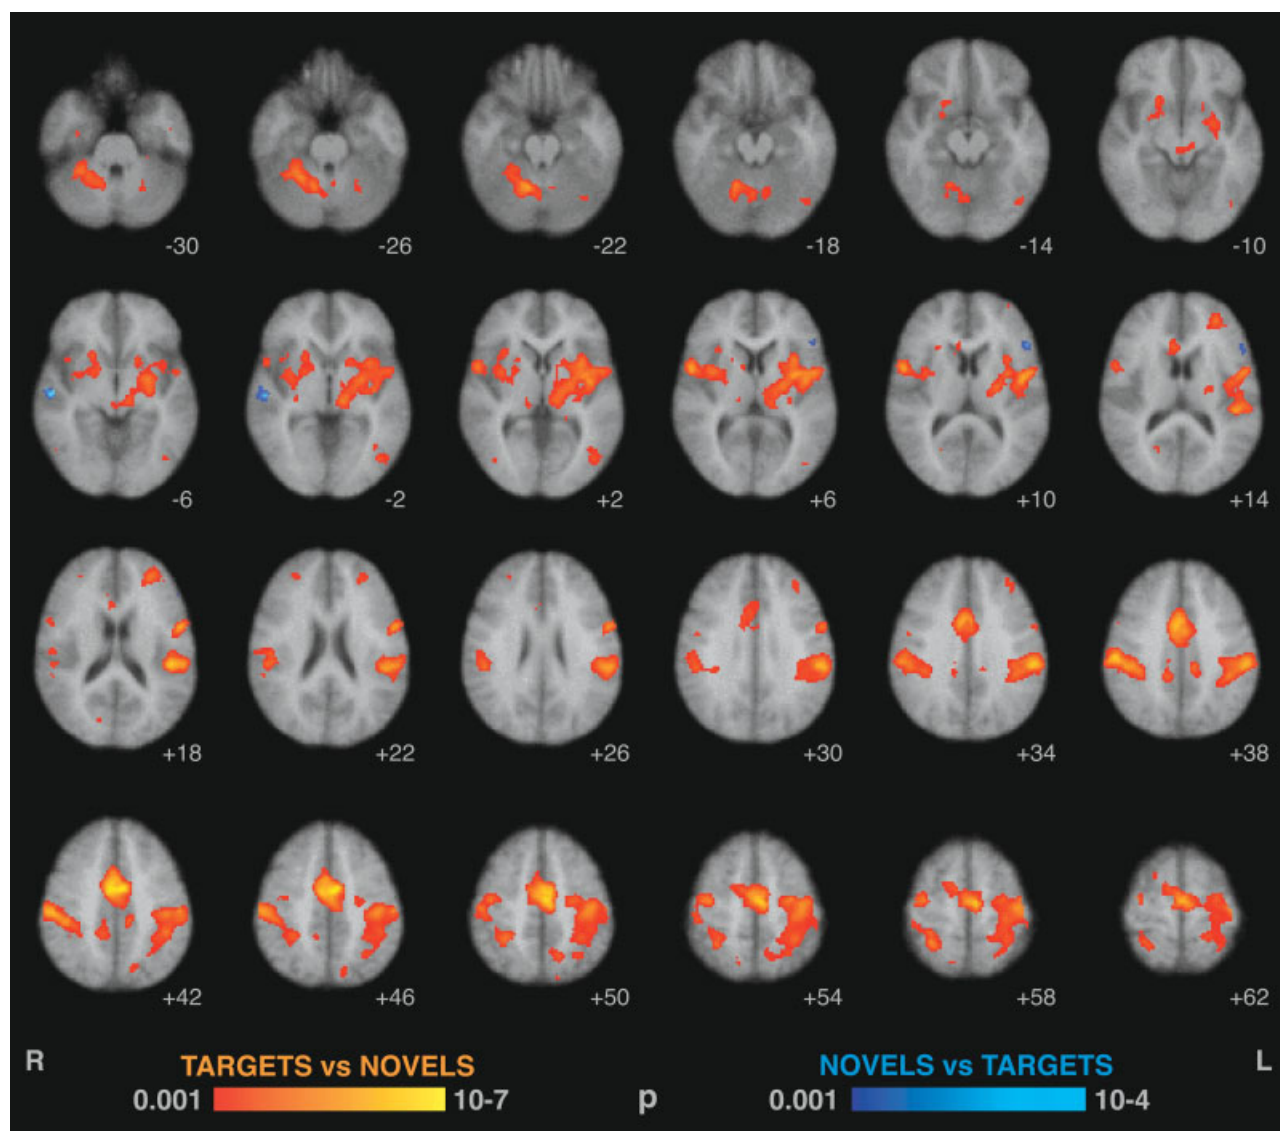 -30 -26 -22 -18 -14 -10
-6 -2 +2 +6 +10 +14
+18 +22 +26 +30 +34 +38
+42 +46 +50 +54 +58 +62
R TARGETS vs NOVELS NOVELS vs TARGETS L
0.001 10-7 p 0.001 10-4